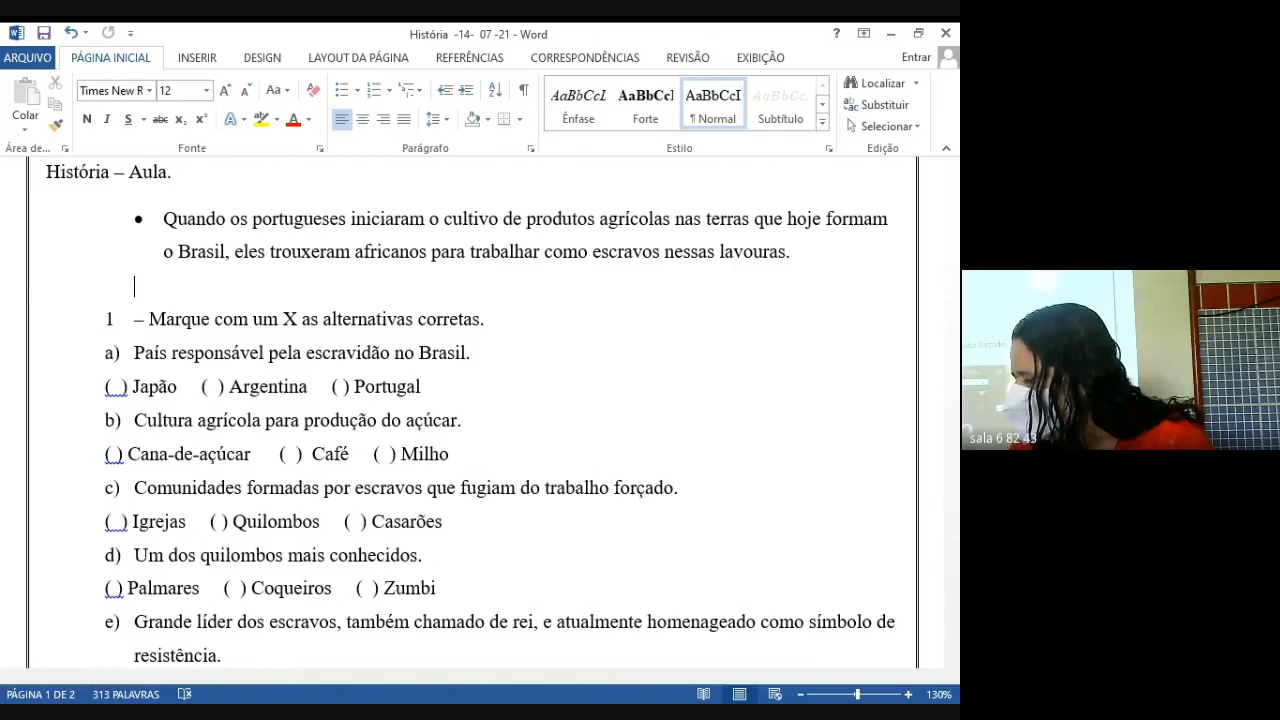 História -14- 07 -21 - Word
?
ARQUIVO PÁGINA INICIAL INSERIR DESIGN LAYOUT DA PÁGINA REFERÊNCIAS CORRESPONDÊNCIAS REVISÃO EXIBIÇÃO Entrar
Colar
Times New R 12
N I S abc x₂ x²
Aa
AaBbCcI AaBbCcI AaBbCcI AaBbCc
Ênfase Forte ¶ Normal Subtítulo
Localizar
Substituir
Selecionar
Área de... Fonte Parágrafo Estilo Edição
História – Aula.
• Quando os portugueses iniciaram o cultivo de produtos agrícolas nas terras que hoje formam
o Brasil, eles trouxeram africanos para trabalhar como escravos nessas lavouras.
1 – Marque com um X as alternativas corretas.
a) País responsável pela escravidão no Brasil.
( ) Japão ( ) Argentina ( ) Portugal
b) Cultura agrícola para produção do açúcar.
( ) Cana-de-açúcar ( ) Café ( ) Milho
c) Comunidades formadas por escravos que fugiam do trabalho forçado.
( ) Igrejas ( ) Quilombos ( ) Casarões
d) Um dos quilombos mais conhecidos.
( ) Palmares ( ) Coqueiros ( ) Zumbi
e) Grande líder dos escravos, também chamado de rei, e atualmente homenageado como símbolo de
resistência.
PÁGINA 1 DE 2 313 PALAVRAS 130%
sala 6 82 43